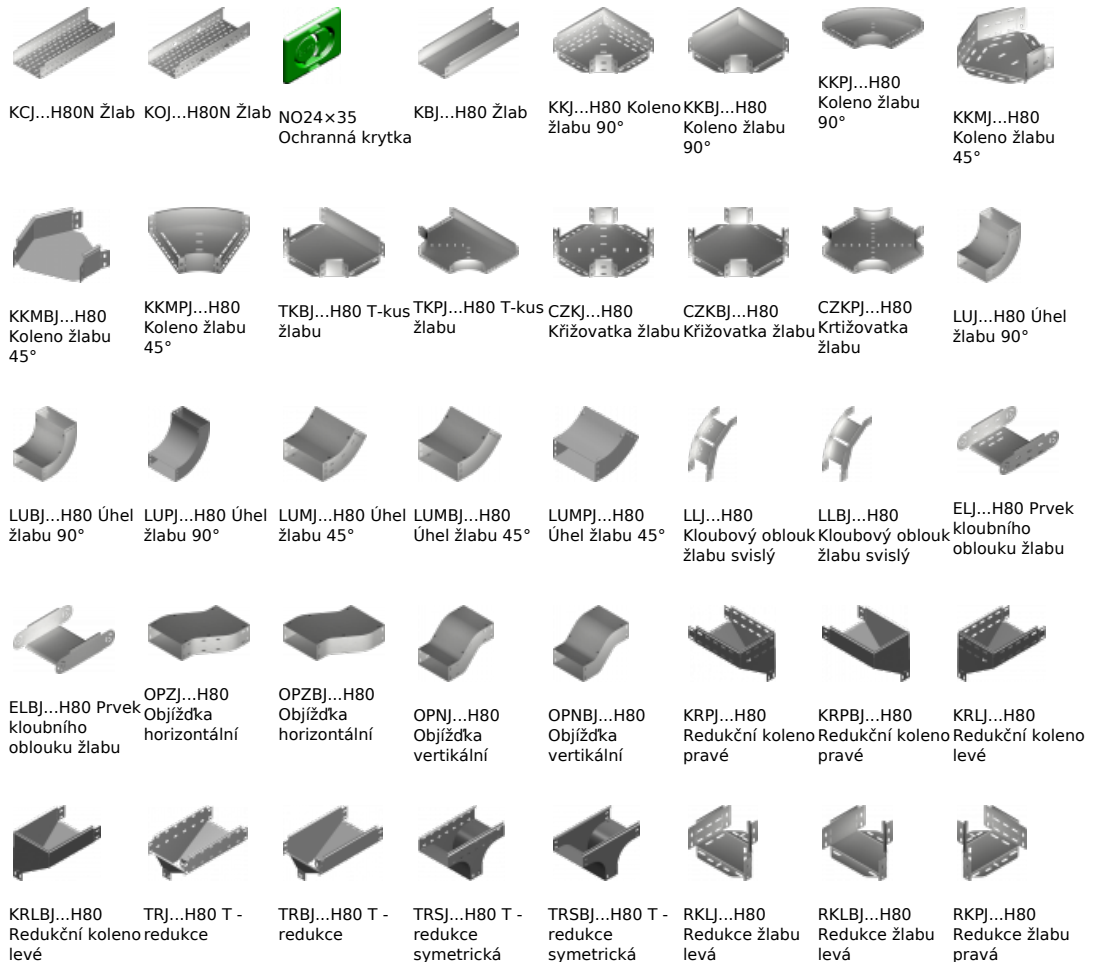 KCJ...H80N Žlab
KOJ...H80N Žlab
NO24×35
Ochranná krytka
KBJ...H80 Žlab
KKJ...H80 Koleno
žlabu 90°
KKBJ...H80
Koleno žlabu
90°
KKPJ...H80
Koleno žlabu
90°
KKMJ...H80
Koleno žlabu
45°
KKMBJ...H80
Koleno žlabu
45°
KKMPJ...H80
Koleno žlabu
45°
TKBJ...H80 T-kus
žlabu
TKPJ...H80 T-kus
žlabu
CZKJ...H80
Křižovatka žlabu
CZKBJ...H80
Křižovatka žlabu
CZKPJ...H80
Krtižovatka
žlabu
LUJ...H80 Úhel
žlabu 90°
LUBJ...H80 Úhel
žlabu 90°
LUPJ...H80 Úhel
žlabu 90°
LUMJ...H80 Úhel
žlabu 45°
LUMBJ...H80
Úhel žlabu 45°
LUMPJ...H80
Úhel žlabu 45°
LLJ...H80
Kloubový oblouk
žlabu svislý
LLBJ...H80
Kloubový oblouk
žlabu svislý
ELJ...H80 Prvek
kloubního
oblouku žlabu
ELBJ...H80 Prvek
kloubního
oblouku žlabu
OPZJ...H80
Objížďka
horizontální
OPZBJ...H80
Objížďka
horizontální
OPNJ...H80
Objížďka
vertikální
OPNBJ...H80
Objížďka
vertikální
KRPJ...H80
Redukční koleno
pravé
KRPBJ...H80
Redukční koleno
pravé
KRLJ...H80
Redukční koleno
levé
KRLBJ...H80
Redukční koleno
levé
TRJ...H80 T -
redukce
TRBJ...H80 T -
redukce
TRSJ...H80 T -
redukce
symetrická
TRSBJ...H80 T -
redukce
symetrická
RKLJ...H80
Redukce žlabu
levá
RKLBJ...H80
Redukce žlabu
levá
RKPJ...H80
Redukce žlabu
pravá